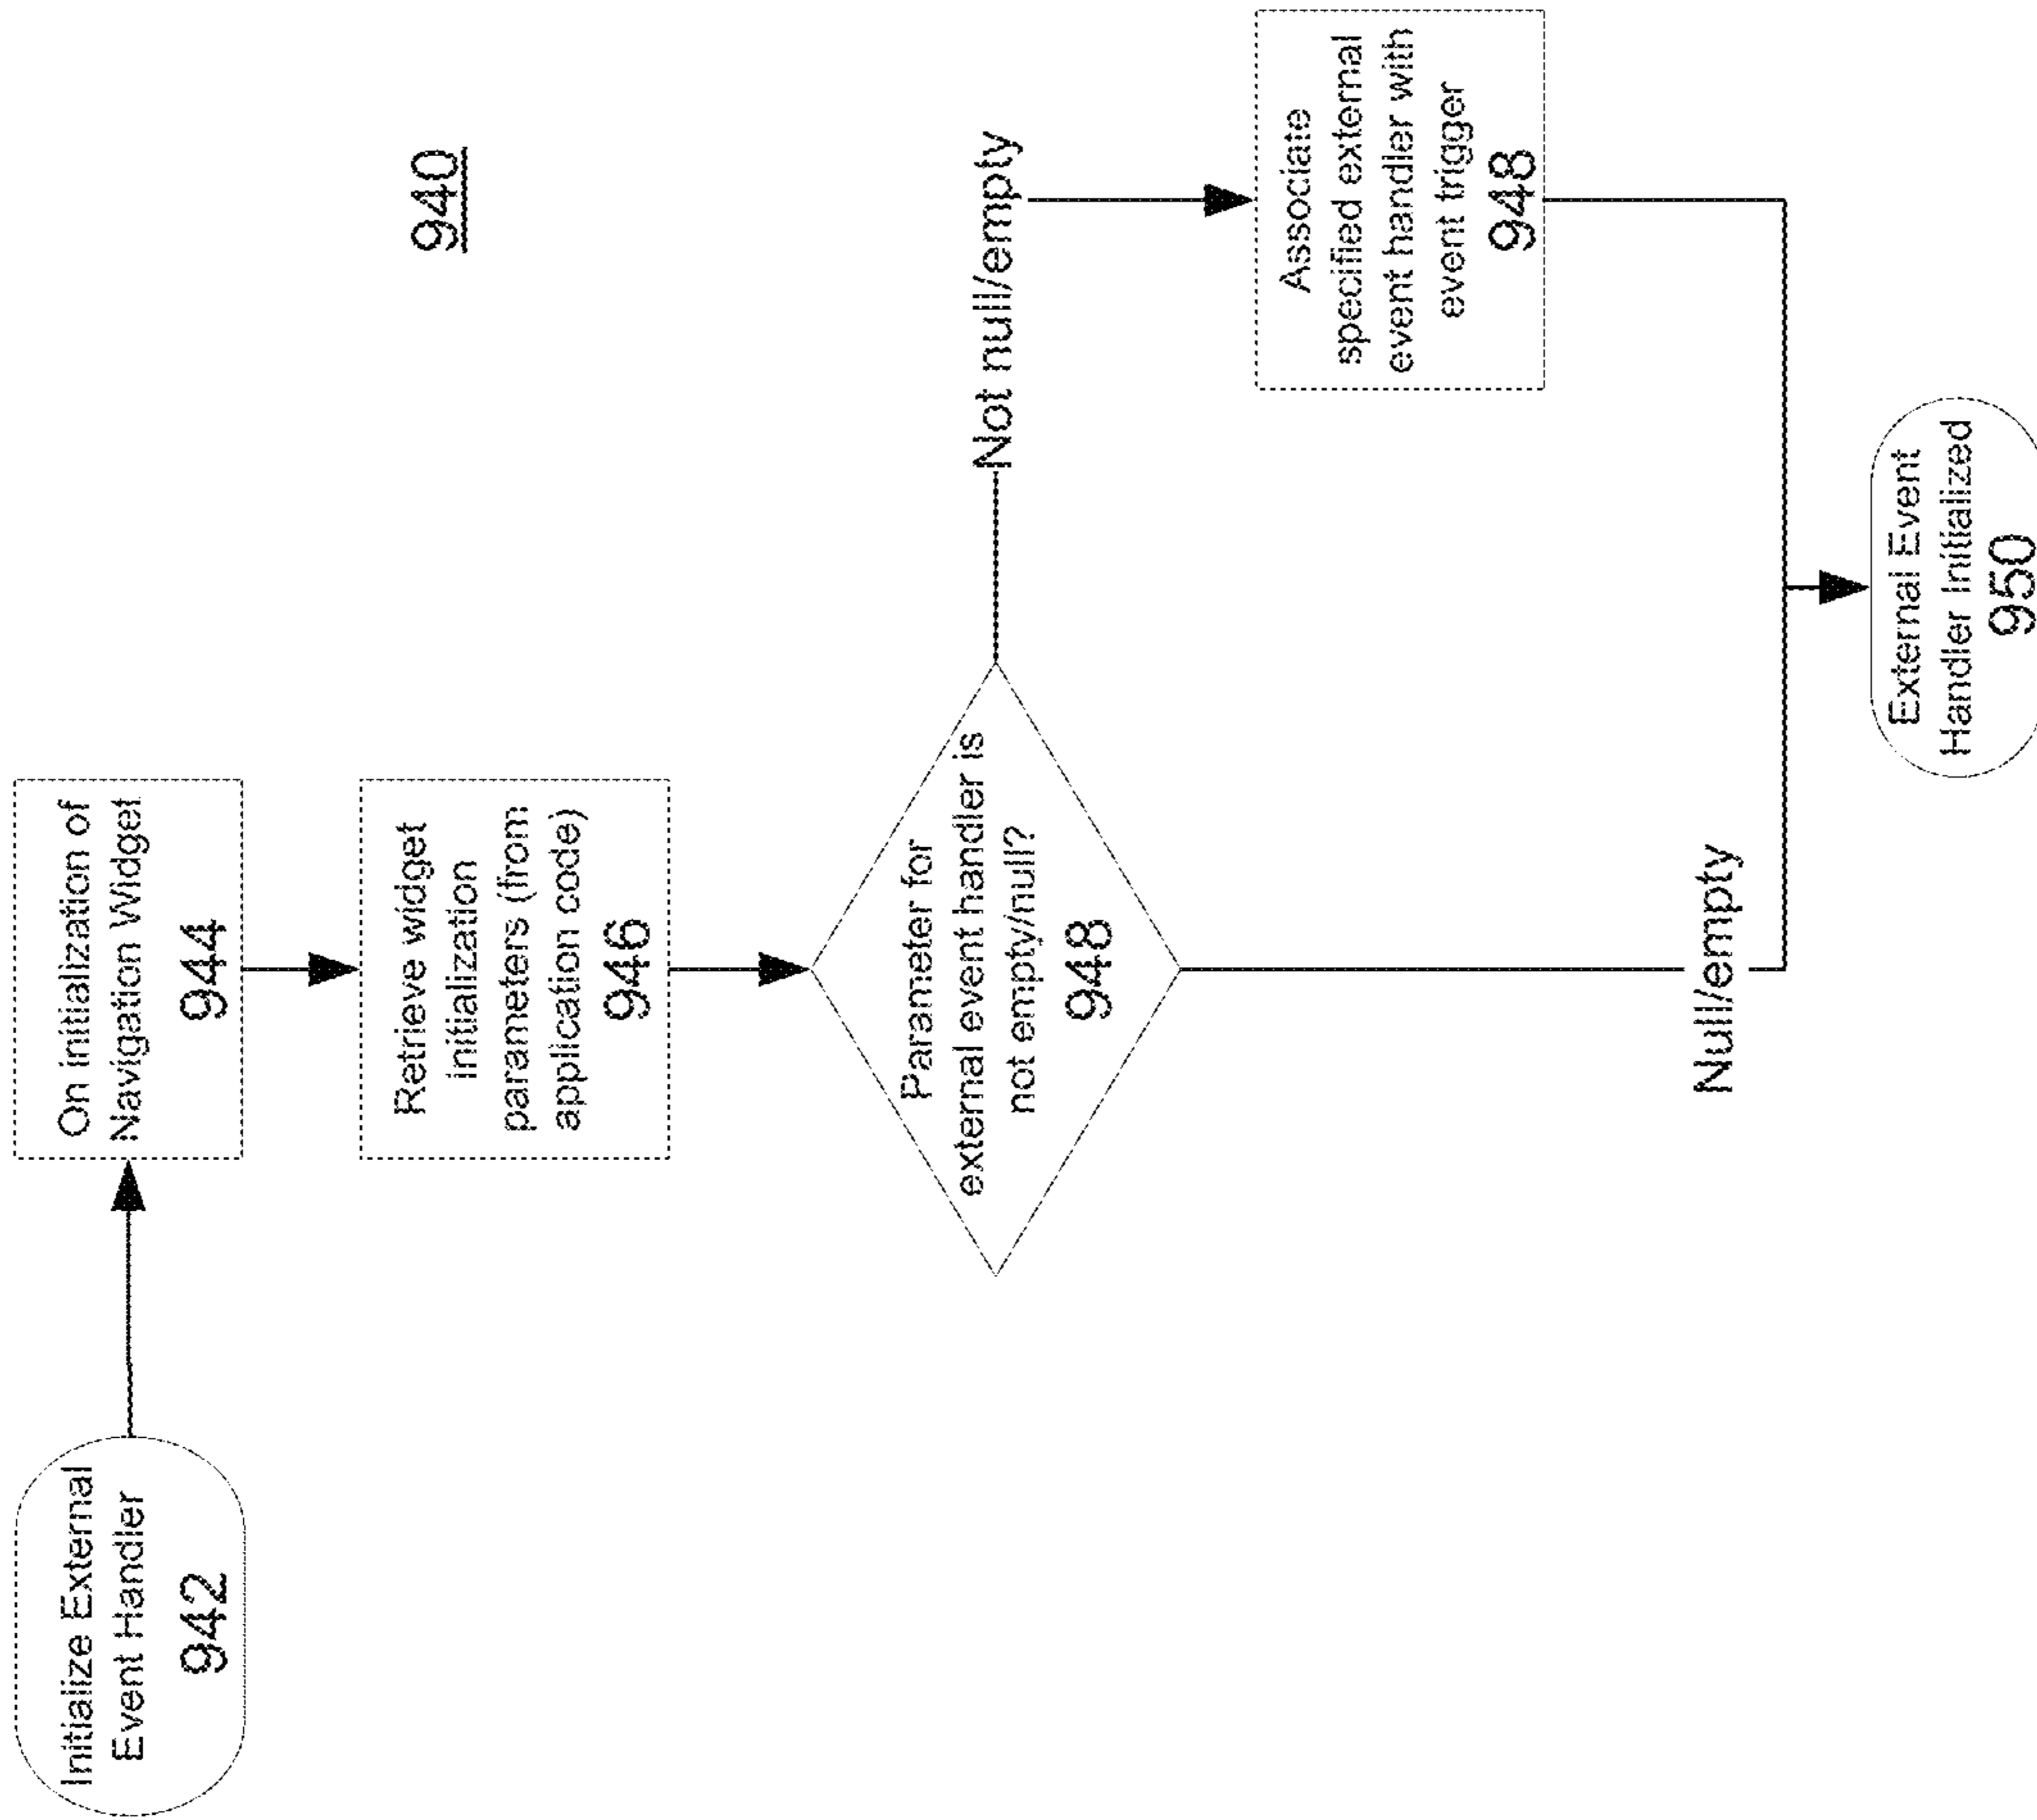 Initialize External
Event Handler
942
On initialization of
Navigation Widget
944
Retrieve widget
initialization
parameters (from
application code)
946
940
Parameter for
external event handler is
not empty/null?
948
Not null/empty
Associate
specified external
event handler with
event trigger
948
Null/empty
External Event
Handler Initialized
950